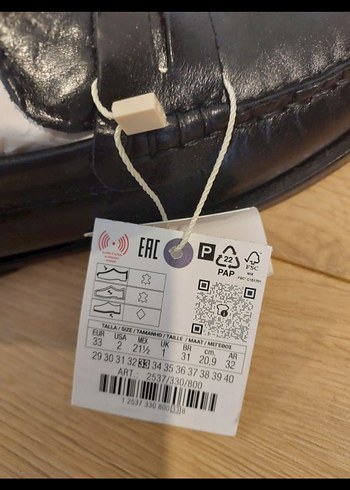 EAC
P
22
PAP
FSC
MIX
TALLA / SIZE / TAMANHO / TAILLE / MAAT / МЕГЕӨОΣ
EUR USA MEX UK BR cm. AR
33 2 21½ 1 31 20,9 32
29 30 31 32 33 34 35 36 37 38 39 40
ART. : 2537/330/800